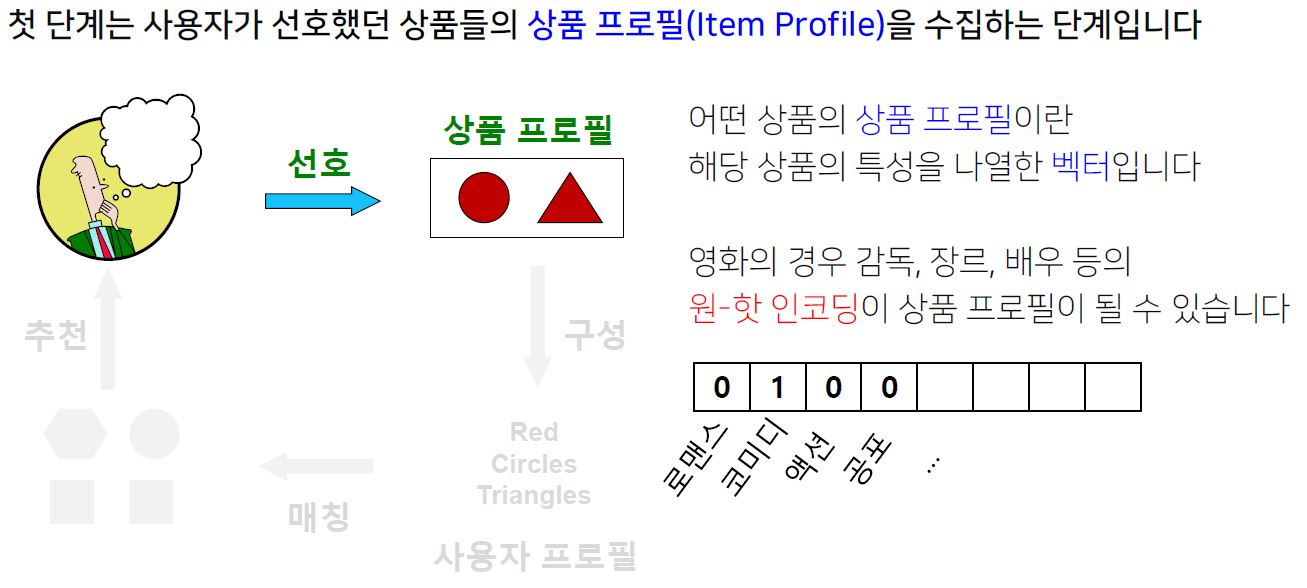 첫 단계는 사용자가 선호했던 상품들의 상품 프로필(Item Profile)을 수집하는 단계입니다
선호
상품 프로필
어떤 상품의 상품 프로필이란
해당 상품의 특성을 나열한 벡터입니다
영화의 경우 감독, 장르, 배우 등의
원-핫 인코딩이 상품 프로필이 될 수 있습니다
0 1 0 0
로맨스 코미디 액션 공포 ...
추천
구성
Red
Circles
Triangles
매칭
사용자 프로필